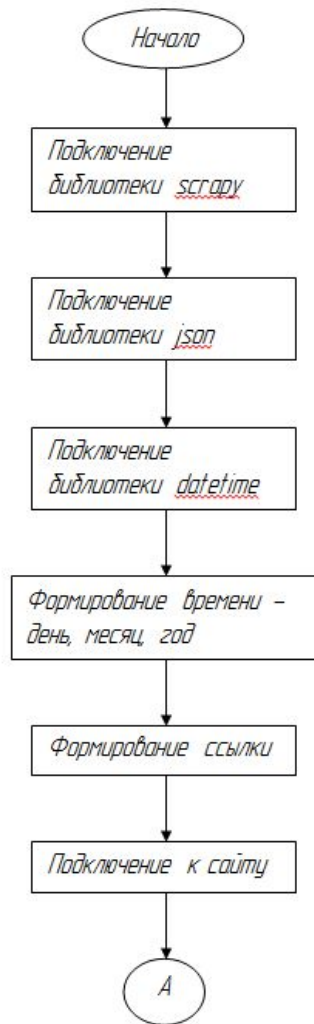 Начало
Подключение
библиотеки scrapy
Подключение
библиотеки json
Подключение
библиотеки datetime
Формирование времени –
день, месяц, год
Формирование ссылки
Подключение к сайту
А